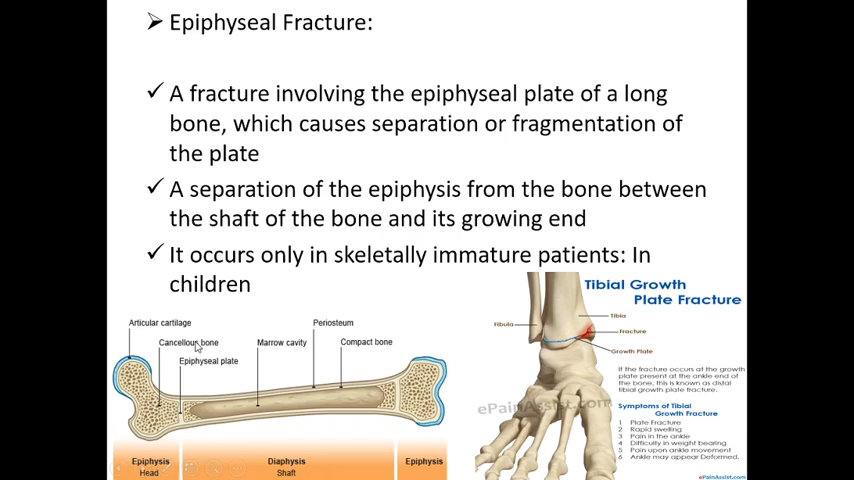 Epiphyseal Fracture:
A fracture involving the epiphyseal plate of a long
bone, which causes separation or fragmentation of
the plate
A separation of the epiphysis from the bone between
the shaft of the bone and its growing end
It occurs only in skeletally immature patients: In
children
Articular cartilage
Cancellous bone
Epiphyseal plate
Marrow cavity
Periosteum
Compact bone
Epiphysis
Head
Diaphysis
Shaft
Epiphysis
Tibial Growth
Plate Fracture
Tibia
Fibula
Fracture
Growth Plate
If the fracture occurs at the growth
plate present at the ankle end of
the bone, this is known as distal
tibial growth plate fracture.
Symptoms of Tibial
Growth Fracture
1 Plate Fracture
2 Rapid swelling
3 Pain in the ankle
4 Difficulty in weight bearing
5 Pain upon ankle movement
6 Ankle may appear Deformed.
ePainAssist.com
ePainAssist.com